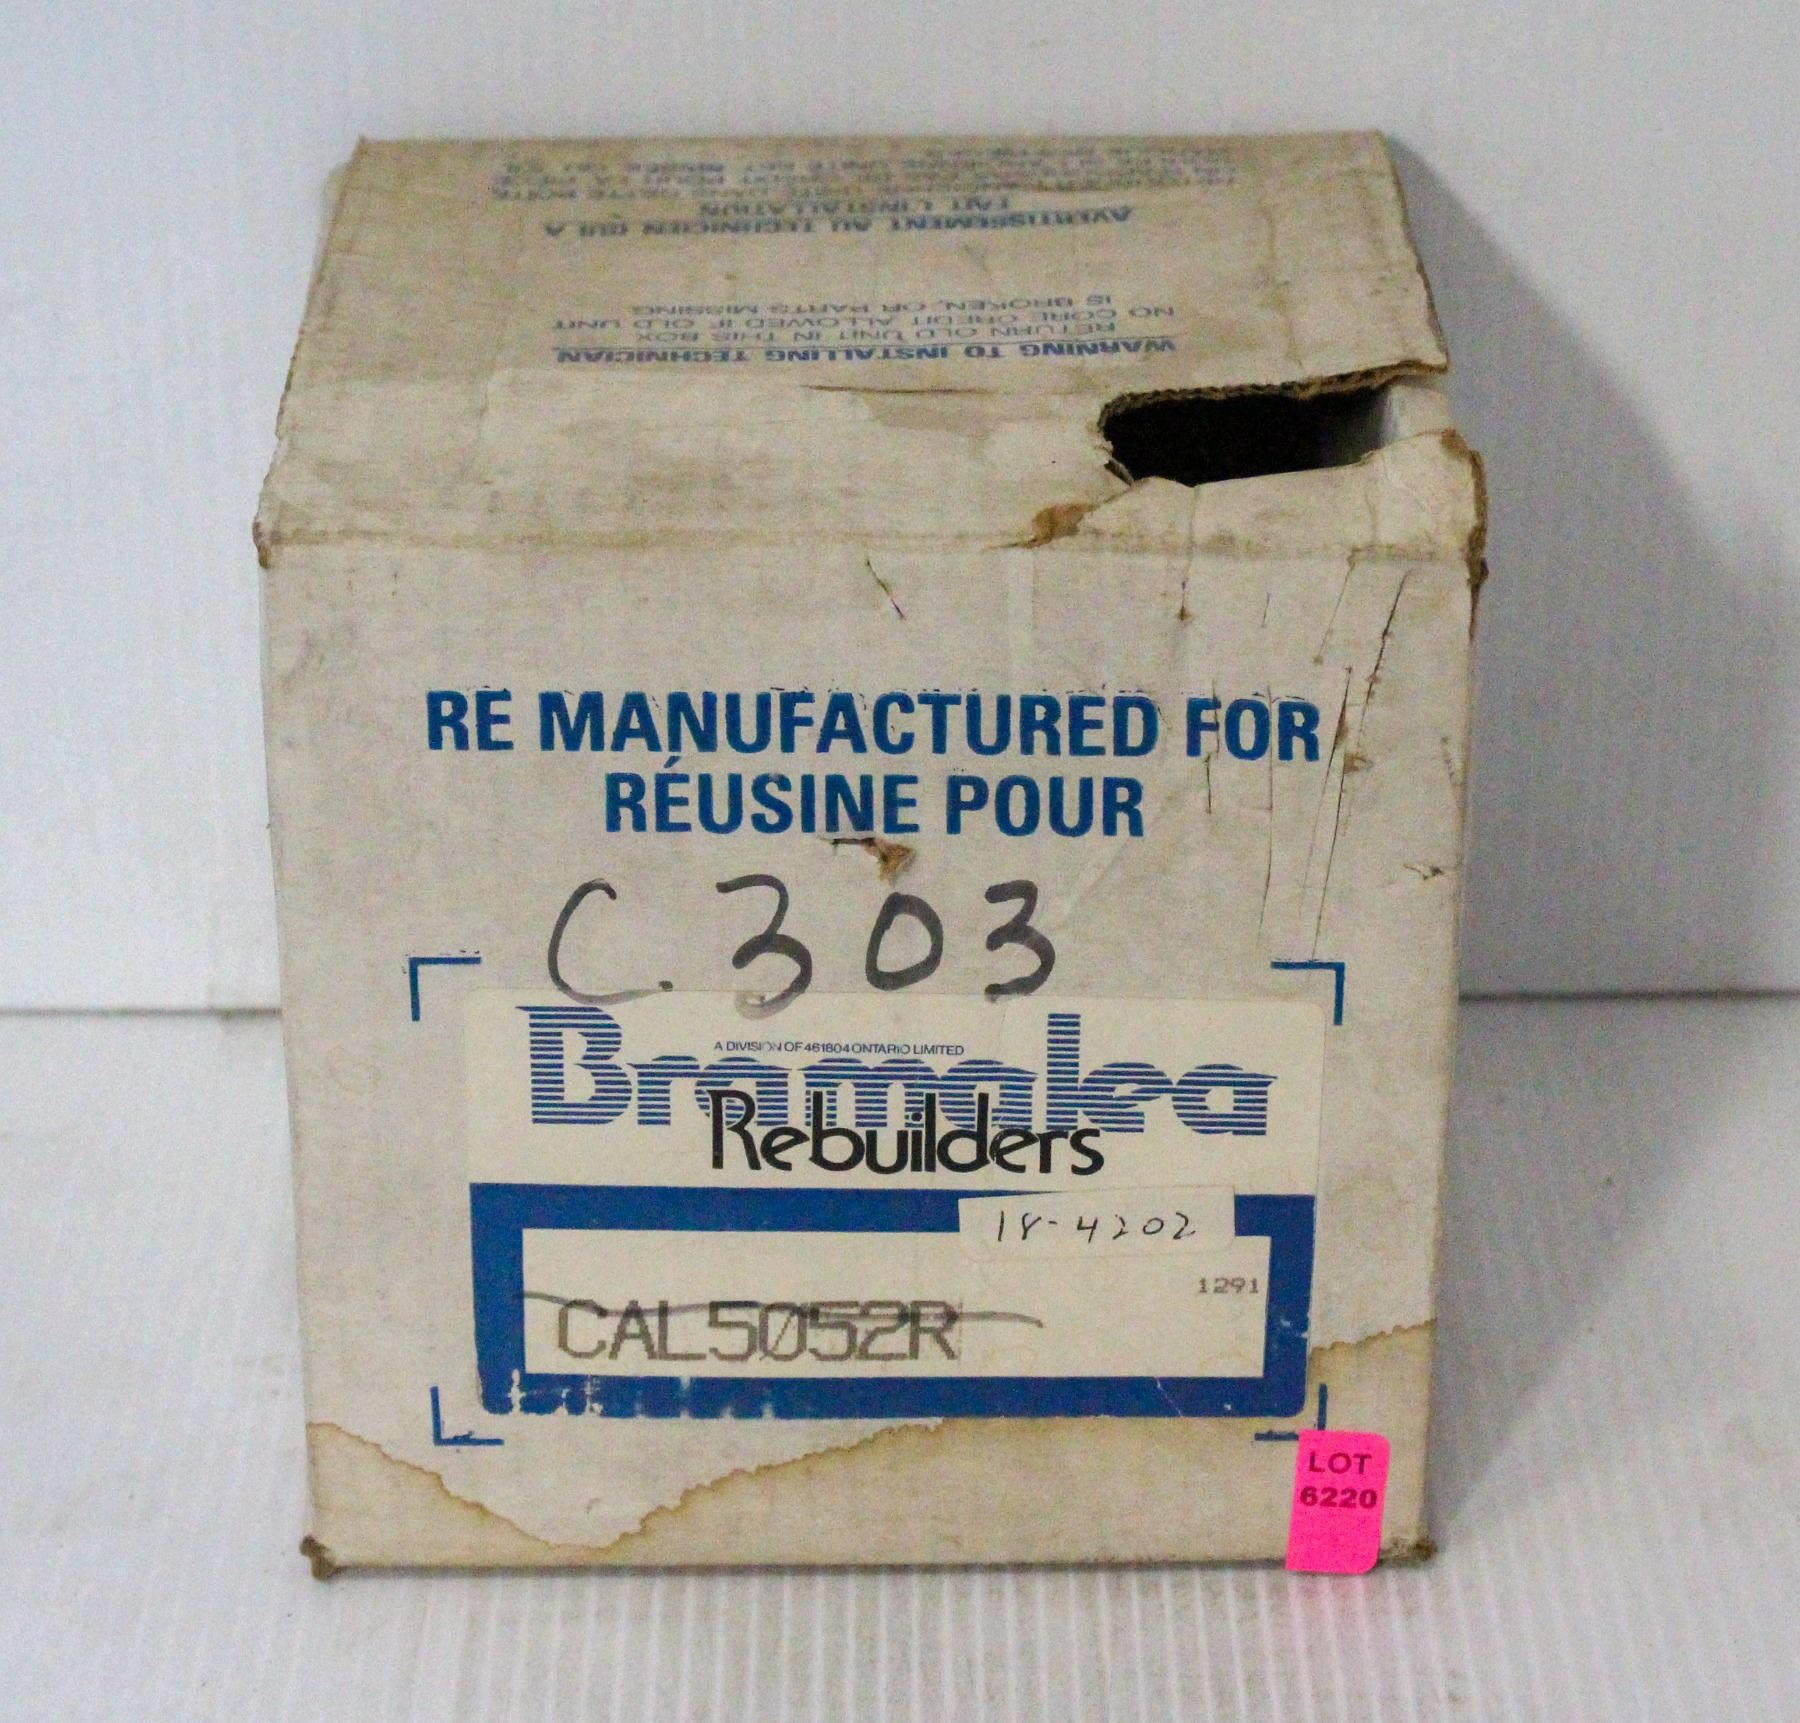 WARNING TO INSTALLING TECHNICIAN
RETURN OLD UNIT IN THIS BOX
NO CORE CREDIT ALLOWED IF OLD UNIT
IS BROKEN, OR PARTS MISSING
AVERTISSEMENT AU TECHNICIEN QUI A
FAIT L'INSTALLATION
RE MANUFACTURED FOR
RÉUSINE POUR
C. 303
A DIVISION OF 461804 ONTARIO LIMITED
Bramalea
Rebuilders
18-4202
1291
CAL5052R
LOT
6220